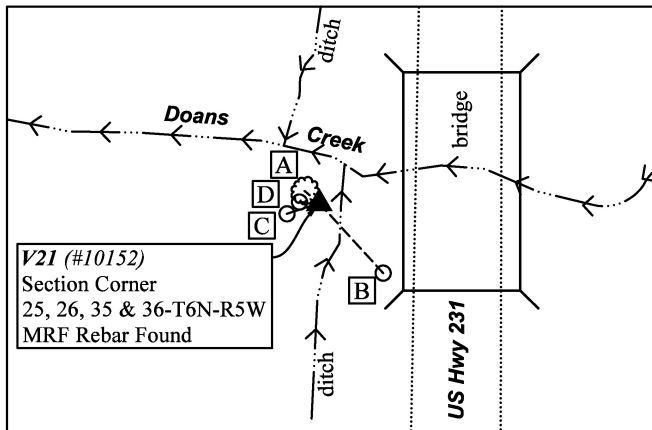 ditch
Doans
Creek
bridge
A
D
C
B
V21 (#10152)
Section Corner
25, 26, 35 & 36-T6N-R5W
MRF Rebar Found
ditch
US Hwy 231